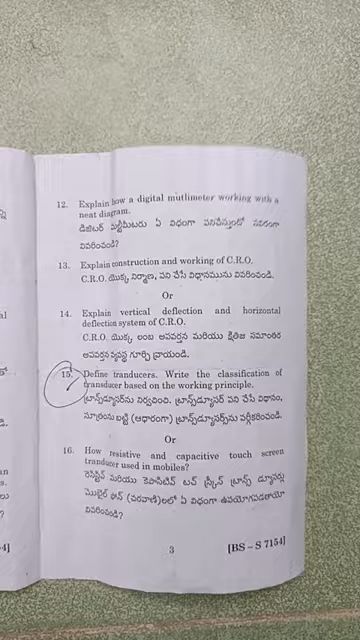 12. Explain how a digital mutlimeter working with a
neat diagram.
డిజిటర్ మల్టీమీటరు ఏ విధంగా పనిచేస్తుందో సవరంగా
వివరించండి?
13. Explain construction and working of C.R.O.
C.R.O. యొక్క నిర్మాణ, పని చేసే విధానమును వివరించండి.
Or
14. Explain vertical deflection and horizontal
deflection system of C.R.O.
C.R.O. యొక్క లంబ అపవర్తన మరియు క్షితిజ సమాంతర
అపవర్తన వ్యవస్థ గూర్చి వ్రాయండి.
15. Define tranducers. Write the classification of
transducer based on the working principle.
ట్రాన్స్‌డ్యూసర్‌ను నిర్వచించి. ట్రాన్స్‌డ్యూసర్ పని చేసే విధానం,
సూత్రంను బట్టి (ఆధారంగా) ట్రాన్స్‌డ్యూసర్స్‌ను వర్గీకరించండి.
Or
16. How resistive and capacitive touch screen
tranducer used in mobiles?
రెసిస్టివ్ మరియు కెపాసిటివ్ టచ్ స్క్రీన్ ట్రాన్స్ డ్యూసర్లు
మొబైల్ ఫోన్ (చరవాణి)లలో ఏ విధంగా ఉపయోగపడతాయో
వివరించండి?
3 [BS – S 7154]